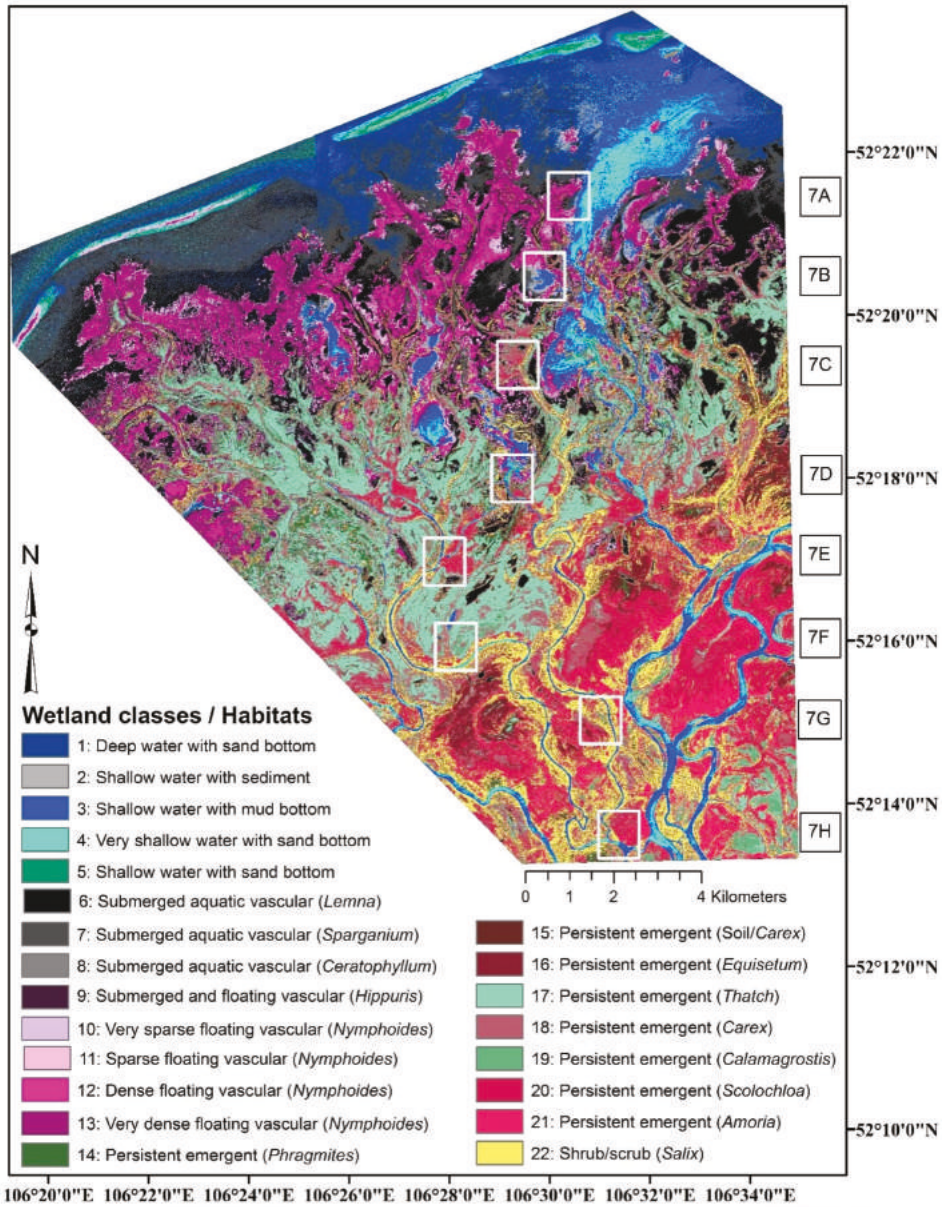 52°22'0"N
7A
7B
52°20'0"N
7C
7D
52°18'0"N
N
7E
7F
52°16'0"N
Wetland classes / Habitats
7G
1: Deep water with sand bottom
2: Shallow water with sediment
3: Shallow water with mud bottom
52°14'0"N
4: Very shallow water with sand bottom
7H
5: Shallow water with sand bottom
6: Submerged aquatic vascular (Lemna)
0 1 2 4 Kilometers
7: Submerged aquatic vascular (Sparganium)
8: Submerged aquatic vascular (Ceratophyllum)
9: Submerged and floating vascular (Hippuris)
10: Very sparse floating vascular (Nymphoides)
11: Sparse floating vascular (Nymphoides)
12: Dense floating vascular (Nymphoides)
13: Very dense floating vascular (Nymphoides)
14: Persistent emergent (Phragmites)
15: Persistent emergent (Soil/Carex)
16: Persistent emergent (Equisetum)
17: Persistent emergent (Thatch)
18: Persistent emergent (Carex)
19: Persistent emergent (Calamagrostis)
20: Persistent emergent (Scolochloa)
21: Persistent emergent (Amoria)
22: Shrub/scrub (Salix)
52°12'0"N
52°10'0"N
106°20'0"E 106°22'0"E 106°24'0"E 106°26'0"E 106°28'0"E 106°30'0"E 106°32'0"E 106°34'0"E